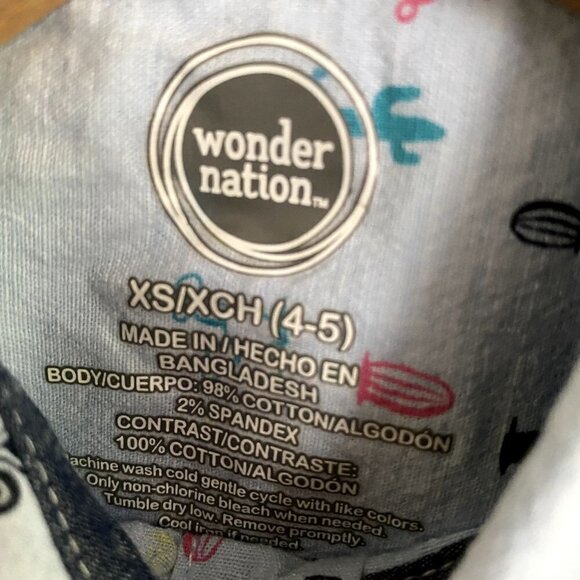 wonder
nation™
XS/XCH (4-5)
MADE IN / HECHO EN
BANGLADESH
BODY/CUERPO: 98% COTTON/ALGODÓN
2% SPANDEX
CONTRAST/CONTRASTE:
100% COTTON/ALGODÓN
achine wash cold gentle cycle with like colors.
Only non-chlorine bleach when needed.
Tumble dry low. Remove promptly.
Cool iron if needed